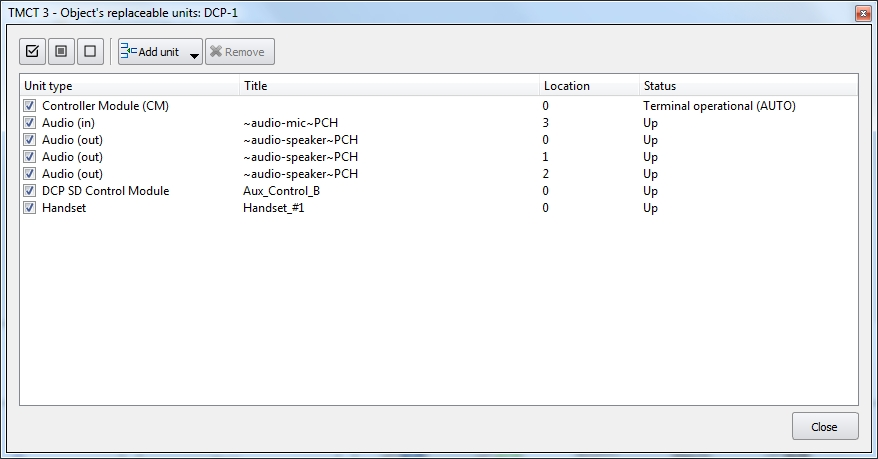 TMCT 3 - Object's replaceable units: DCP-1
Add unit Remove
Unit type Title Location Status
Controller Module (CM) 0 Terminal operational (AUTO)
Audio (in) ~audio-mic~PCH 3 Up
Audio (out) ~audio-speaker~PCH 0 Up
Audio (out) ~audio-speaker~PCH 1 Up
Audio (out) ~audio-speaker~PCH 2 Up
DCP SD Control Module Aux_Control_B 0 Up
Handset Handset_#1 0 Up
Close